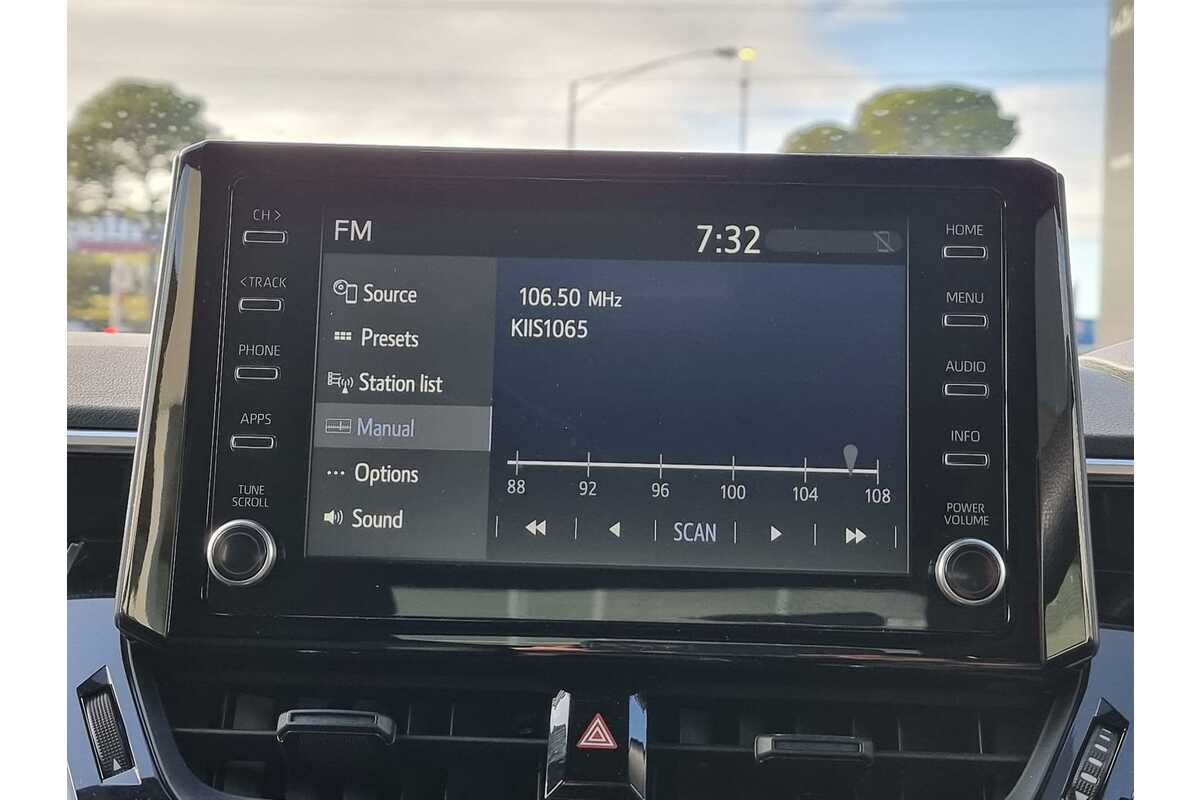 CH >
< TRACK
PHONE
APPS
TUNE
SCROLL
FM
7:32
Source
Presets
Station list
Manual
Options
Sound
106.50 MHz
KIIS1065
88 92 96 100 104 108
SCAN
HOME
MENU
AUDIO
INFO
POWER
VOLUME